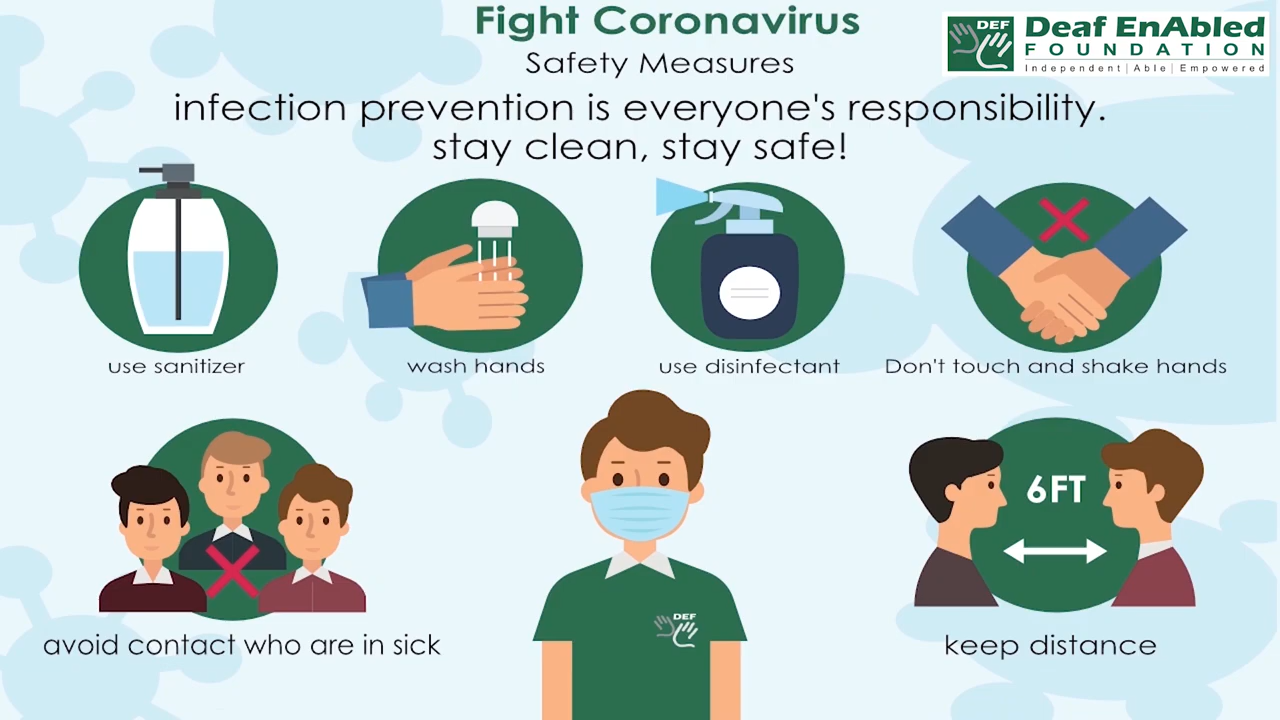 Fight Coronavirus
Safety Measures
DEF
Deaf EnAbled
FOUNDATION
Independent | Able | Empowered
infection prevention is everyone's responsibility.
stay clean, stay safe!
use sanitizer
wash hands
use disinfectant
Don't touch and shake hands
6FT
DEF
avoid contact who are in sick
keep distance